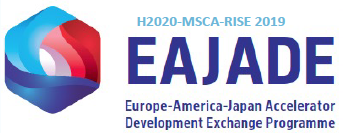 H2020-MSCA-RISE 2019
EAJADE
Europe-America-Japan Accelerator
Development Exchange Programme